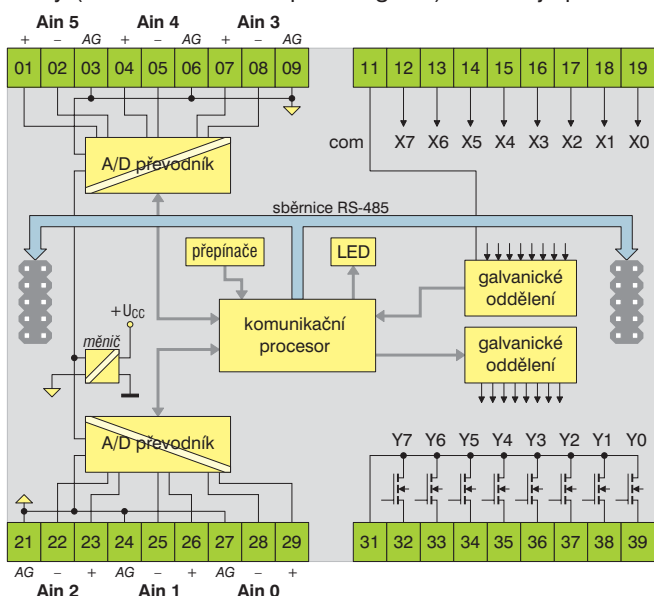 Ain 5 Ain 4 Ain 3
+ − AG + − AG + − AG
01 02 03 04 05 06 07 08 09
11 12 13 14 15 16 17 18 19
com X7 X6 X5 X4 X3 X2 X1 X0
A/D převodník
sběrnice RS-485
přepínače
LED
galvanické
oddělení
komunikační
procesor
galvanické
oddělení
+UCC
měnič
A/D převodník
Y7 Y6 Y5 Y4 Y3 Y2 Y1 Y0
21 22 23 24 25 26 27 28 29
31 32 33 34 35 36 37 38 39
AG − + AG − + AG − +
Ain 2 Ain 1 Ain 0